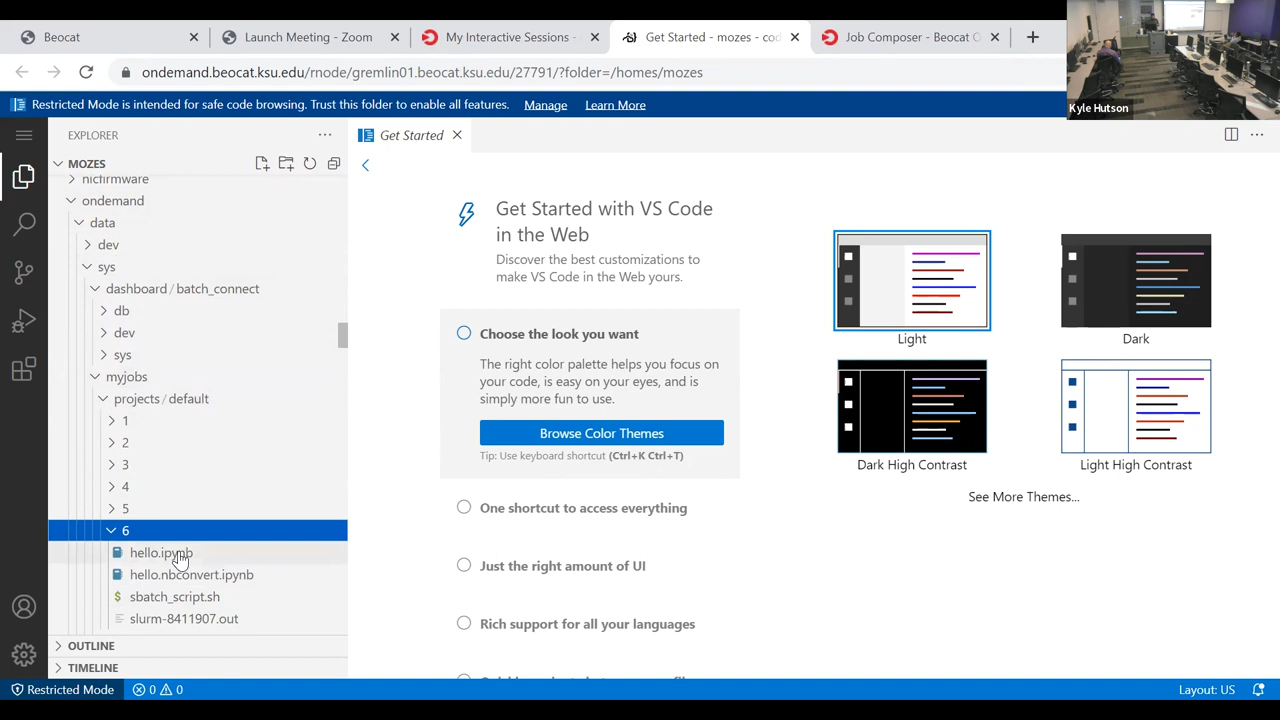 Beocat
Launch Meeting - Zoom
My Interactive Sessions -
Get Started - mozes - cod
Job Composer - Beocat O
ondemand.beocat.ksu.edu/rnode/gremlin01.beocat.ksu.edu/27791/?folder=/homes/mozes
Kyle Hutson
Restricted Mode is intended for safe code browsing. Trust this folder to enable all features. Manage Learn More
EXPLORER
MOZES
nicfirmware
ondemand
data
dev
sys
dashboard / batch_connect
db
dev
sys
myjobs
projects / default
1
2
3
4
5
6
hello.ipynb
hello.nbconvert.ipynb
$ sbatch_script.sh
slurm-8411907.out
OUTLINE
TIMELINE
Restricted Mode
0
0
Get Started
Get Started with VS Code
in the Web
Discover the best customizations to
make VS Code in the Web yours.
Choose the look you want
The right color palette helps you focus on
your code, is easy on your eyes, and is
simply more fun to use.
Browse Color Themes
Tip: Use keyboard shortcut (Ctrl+K Ctrl+T)
One shortcut to access everything
Just the right amount of UI
Rich support for all your languages
Light
Dark
Dark High Contrast
Light High Contrast
See More Themes...
Layout: US